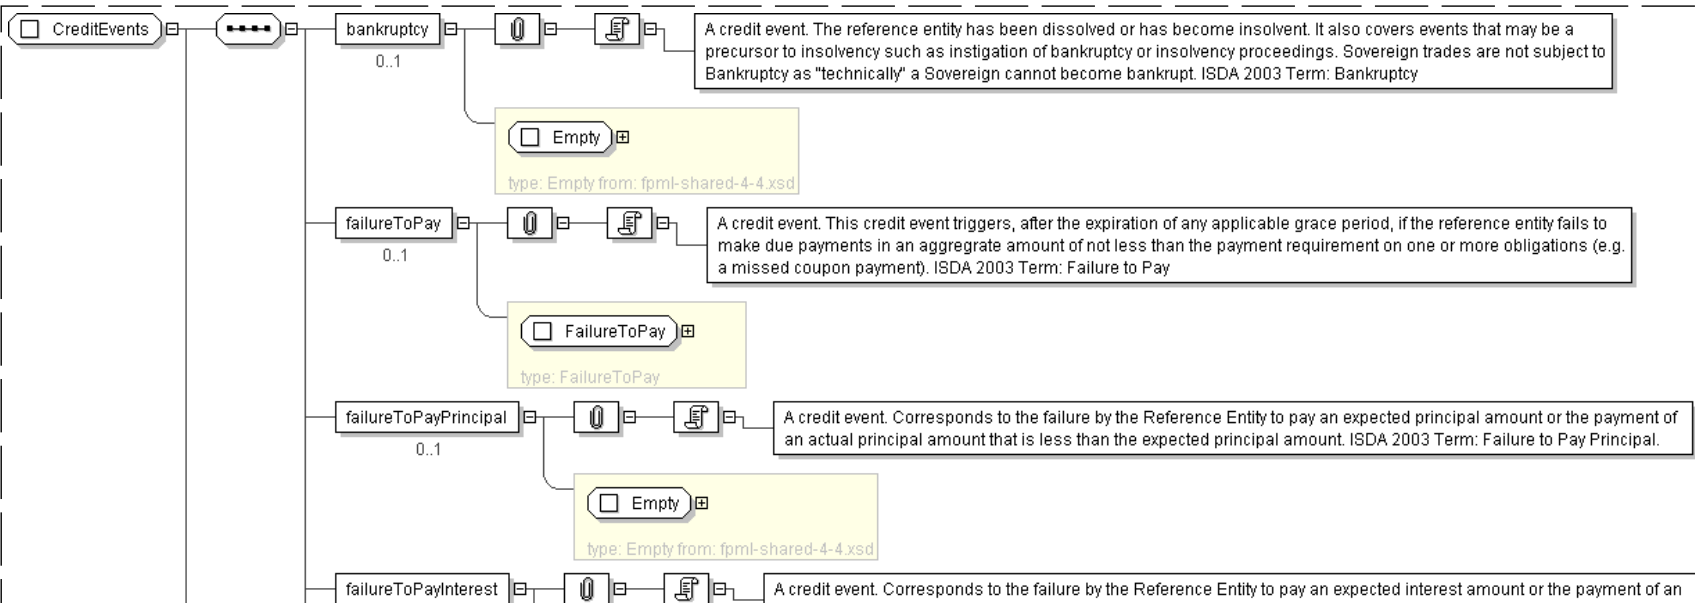 CreditEvents
bankruptcy
0..1
A credit event. The reference entity has been dissolved or has become insolvent. It also covers events that may be a
precursor to insolvency such as instigation of bankruptcy or insolvency proceedings. Sovereign trades are not subject to
Bankruptcy as "technically" a Sovereign cannot become bankrupt. ISDA 2003 Term: Bankruptcy
Empty
type: Empty from: fpml-shared-4-4.xsd
failureToPay
0..1
A credit event. This credit event triggers, after the expiration of any applicable grace period, if the reference entity fails to
make due payments in an aggregrate amount of not less than the payment requirement on one or more obligations (e.g.
a missed coupon payment). ISDA 2003 Term: Failure to Pay
FailureToPay
type: FailureToPay
failureToPayPrincipal
0..1
A credit event. Corresponds to the failure by the Reference Entity to pay an expected principal amount or the payment of
an actual principal amount that is less than the expected principal amount. ISDA 2003 Term: Failure to Pay Principal.
Empty
type: Empty from: fpml-shared-4-4.xsd
failureToPayInterest
A credit event. Corresponds to the failure by the Reference Entity to pay an expected interest amount or the payment of an